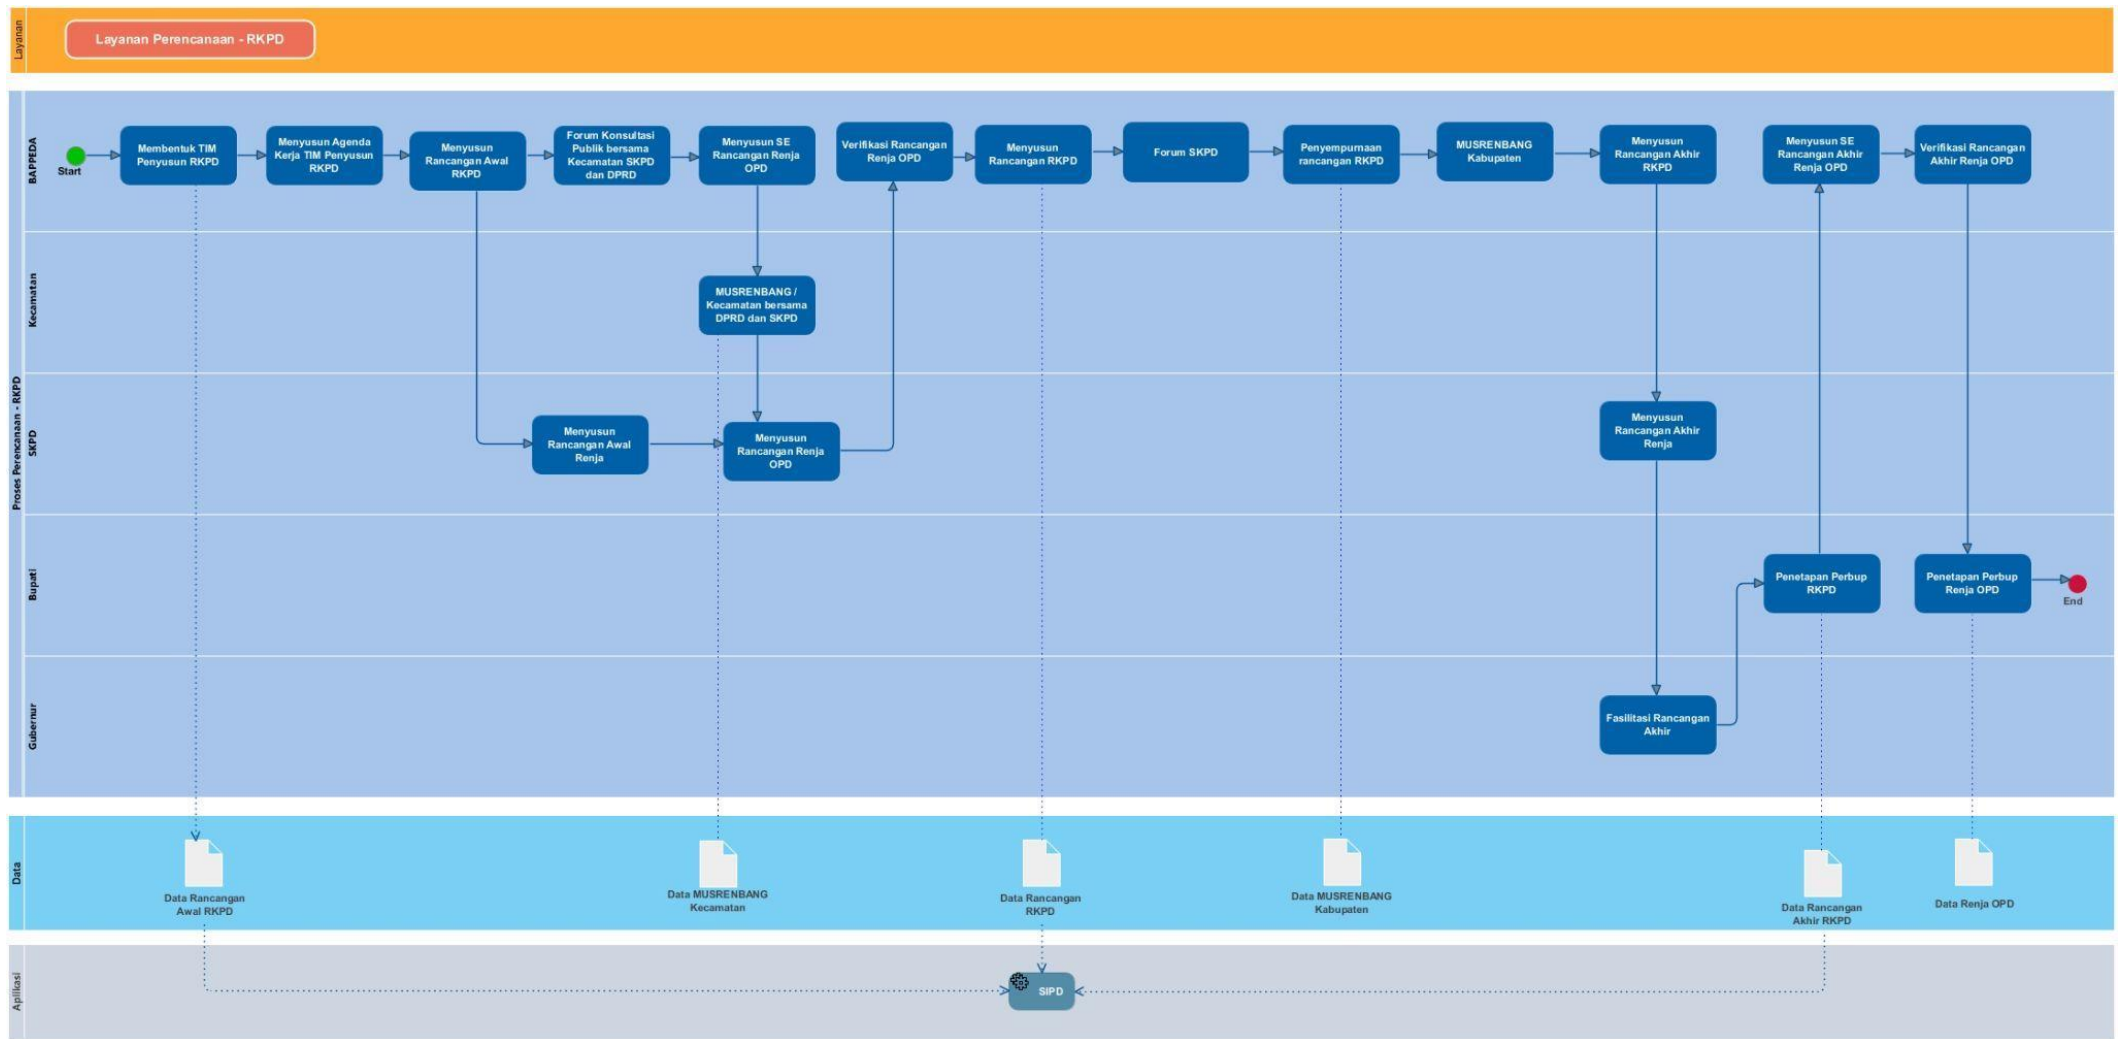 Layanan
Layanan Perencanaan - RKPD
Proses Perencanaan - RKPD
BAPPEDA
Start
Membentuk TIM
Penyusun RKPD
Menyusun Agenda
Kerja TIM Penyusun
RKPD
Menyusun
Rancangan Awal
RKPD
Forum Konsultasi
Publik bersama
Kecamatan SKPD
dan DPRD
Menyusun SE
Rancangan Renja
OPD
Verifikasi Rancangan
Renja OPD
Menyusun
Rancangan RKPD
Forum SKPD
Penyempurnaan
rancangan RKPD
MUSRENBANG
Kabupaten
Menyusun
Rancangan Akhir
RKPD
Menyusun SE
Rancangan Akhir
Renja OPD
Verifikasi Rancangan
Akhir Renja OPD
Kecamatan
MUSRENBANG /
Kecamatan bersama
DPRD dan SKPD
SKPD
Menyusun
Rancangan Awal
Renja
Menyusun
Rancangan Renja
OPD
Menyusun
Rancangan Akhir
Renja
Bupati
Penetapan Perbup
RKPD
Penetapan Perbup
Renja OPD
End
Gubernur
Fasilitasi Rancangan
Akhir
Data
Data Rancangan
Awal RKPD
Data MUSRENBANG
Kecamatan
Data Rancangan
RKPD
Data MUSRENBANG
Kabupaten
Data Rancangan
Akhir RKPD
Data Renja OPD
Aplikasi
SIPD